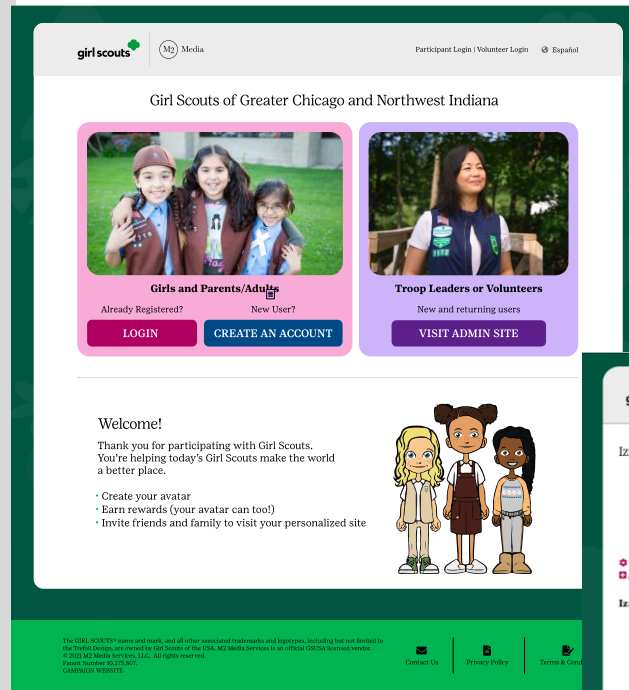 girl scouts
M2 Media
Participant Login | Volunteer Login
Español
Girl Scouts of Greater Chicago and Northwest Indiana
Girls and Parents/Adults
Already Registered?
New User?
LOGIN
CREATE AN ACCOUNT
Troop Leaders or Volunteers
New and returning users
VISIT ADMIN SITE
Welcome!
Thank you for participating with Girl Scouts.
You're helping today's Girl Scouts make the world
a better place.
• Create your avatar
• Earn rewards (your avatar can too!)
• Invite friends and family to visit your personalized site
The GIRL SCOUTS® name and mark, and all other associated trademarks and logotypes, including but not limited to
the Trefoil Design, are owned by Girl Scouts of the USA. M2 Media Services is an official GSUSA licensed vendor.
© 2021 M2 Media Services, LLC. All rights reserved.
Patent Number 10,275,807.
CAMPAIGN WEBSITE
Contact Us
Privacy Policy
Terms & Cond